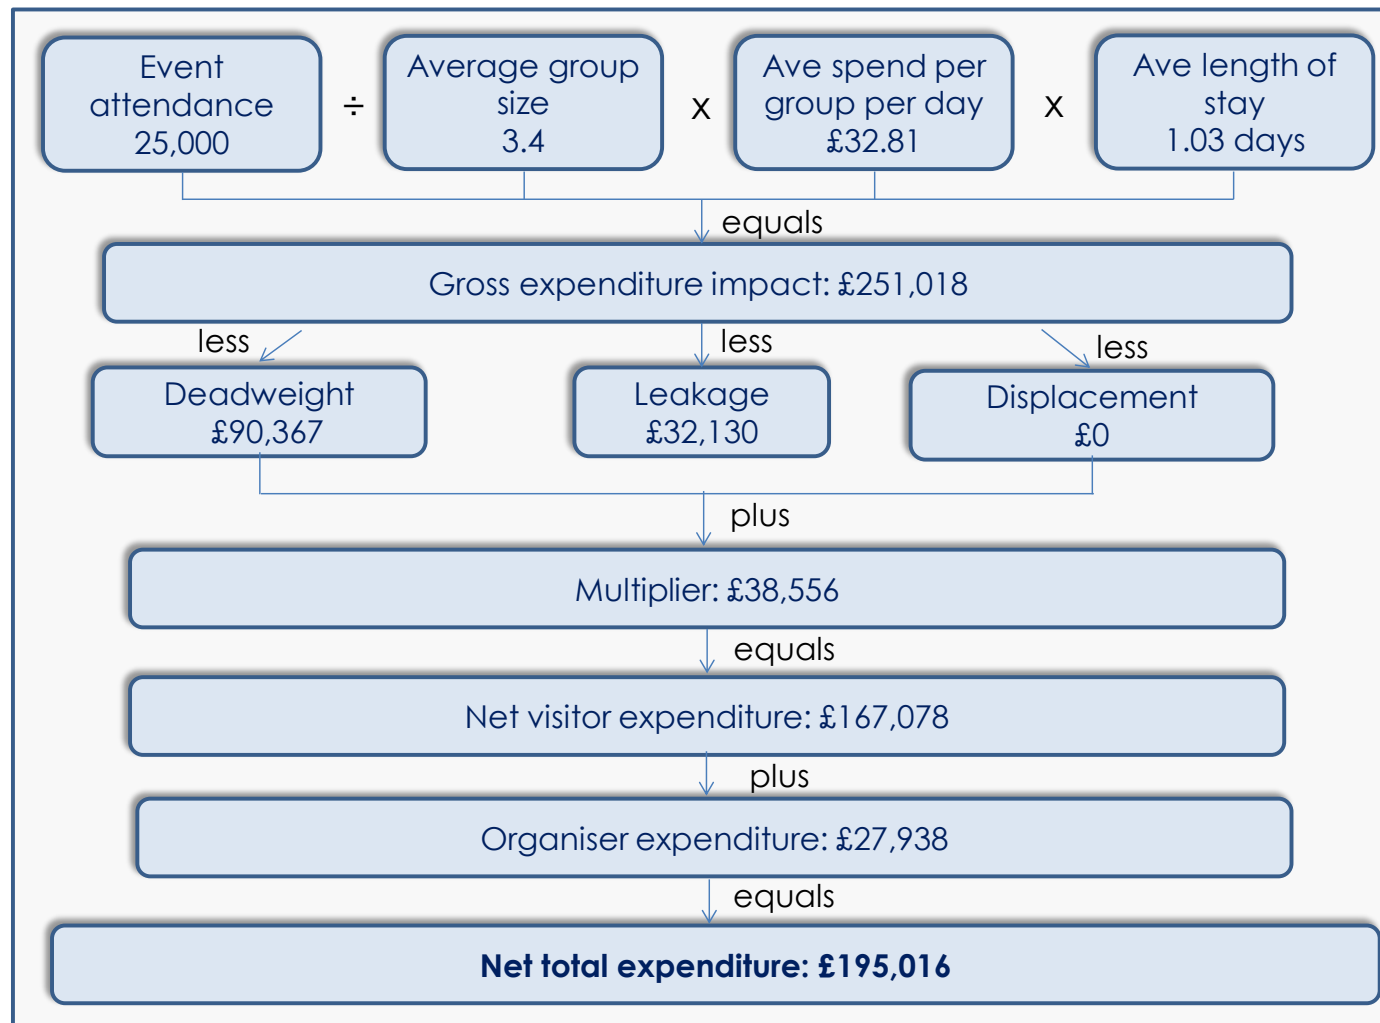 Event
attendance
25,000
÷
Average group
size
3.4
x
Ave spend per
group per day
£32.81
x
Ave length of
stay
1.03 days
equals
Gross expenditure impact: £251,018
less
less
less
Deadweight
£90,367
Leakage
£32,130
Displacement
£0
plus
Multiplier: £38,556
equals
Net visitor expenditure: £167,078
plus
Organiser expenditure: £27,938
equals
Net total expenditure: £195,016